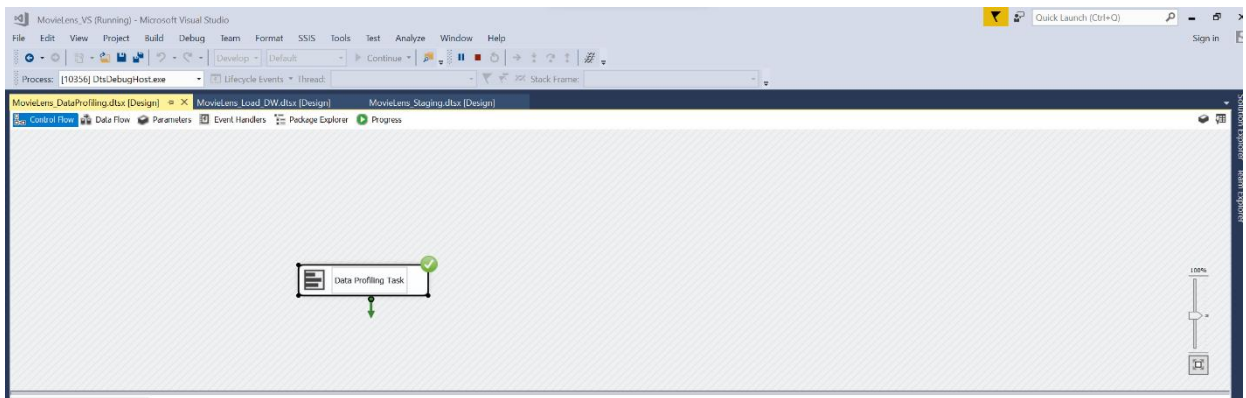 MovieLens_VS (Running) - Microsoft Visual Studio
Quick Launch (Ctrl+Q)
File Edit View Project Build Debug Team Format SSIS Tools Test Analyze Window Help
Sign in
Develop Default Continue
Process: [10356] DtsDebugHost.exe Lifecycle Events Thread: Stack Frame:
MovieLens_DataProfiling.dtsx [Design] MovieLens_Load_DW.dtsx [Design] MovieLens_Staging.dtsx [Design]
Control Flow Data Flow Parameters Event Handlers Package Explorer Progress
Solution Explorer
Team Explorer
Data Profiling Task
100%